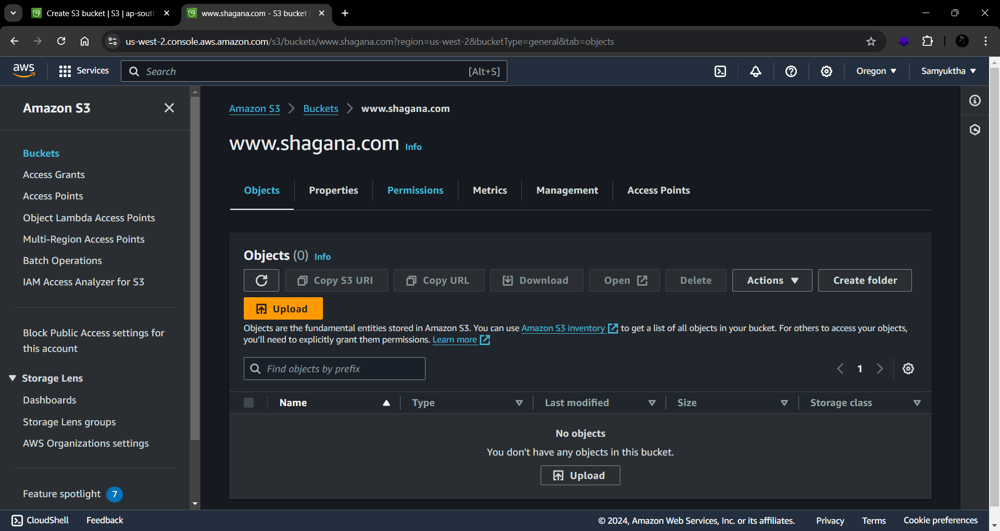 Create S3 bucket | S3 | ap-south
www.shagana.com - S3 bucket
us-west-2.console.aws.amazon.com/s3/buckets/www.shagana.com?region=us-west-2&bucketType=general&tab=objects
aws
Services
Search
[Alt+S]
Oregon
Samyuktha
Amazon S3
Buckets
Access Grants
Access Points
Object Lambda Access Points
Multi-Region Access Points
Batch Operations
IAM Access Analyzer for S3
Block Public Access settings for
this account
Storage Lens
Dashboards
Storage Lens groups
AWS Organizations settings
Feature spotlight 7
Amazon S3 > Buckets > www.shagana.com
www.shagana.com Info
Objects
Properties
Permissions
Metrics
Management
Access Points
Objects (0) Info
Copy S3 URI
Copy URL
Download
Open
Delete
Actions
Create folder
Upload
Objects are the fundamental entities stored in Amazon S3. You can use Amazon S3 inventory to get a list of all objects in your bucket. For others to access your objects,
you'll need to explicitly grant them permissions. Learn more
Find objects by prefix
1
Name
Type
Last modified
Size
Storage class
No objects
You don't have any objects in this bucket.
Upload
CloudShell
Feedback
© 2024, Amazon Web Services, Inc. or its affiliates.
Privacy
Terms
Cookie preferences